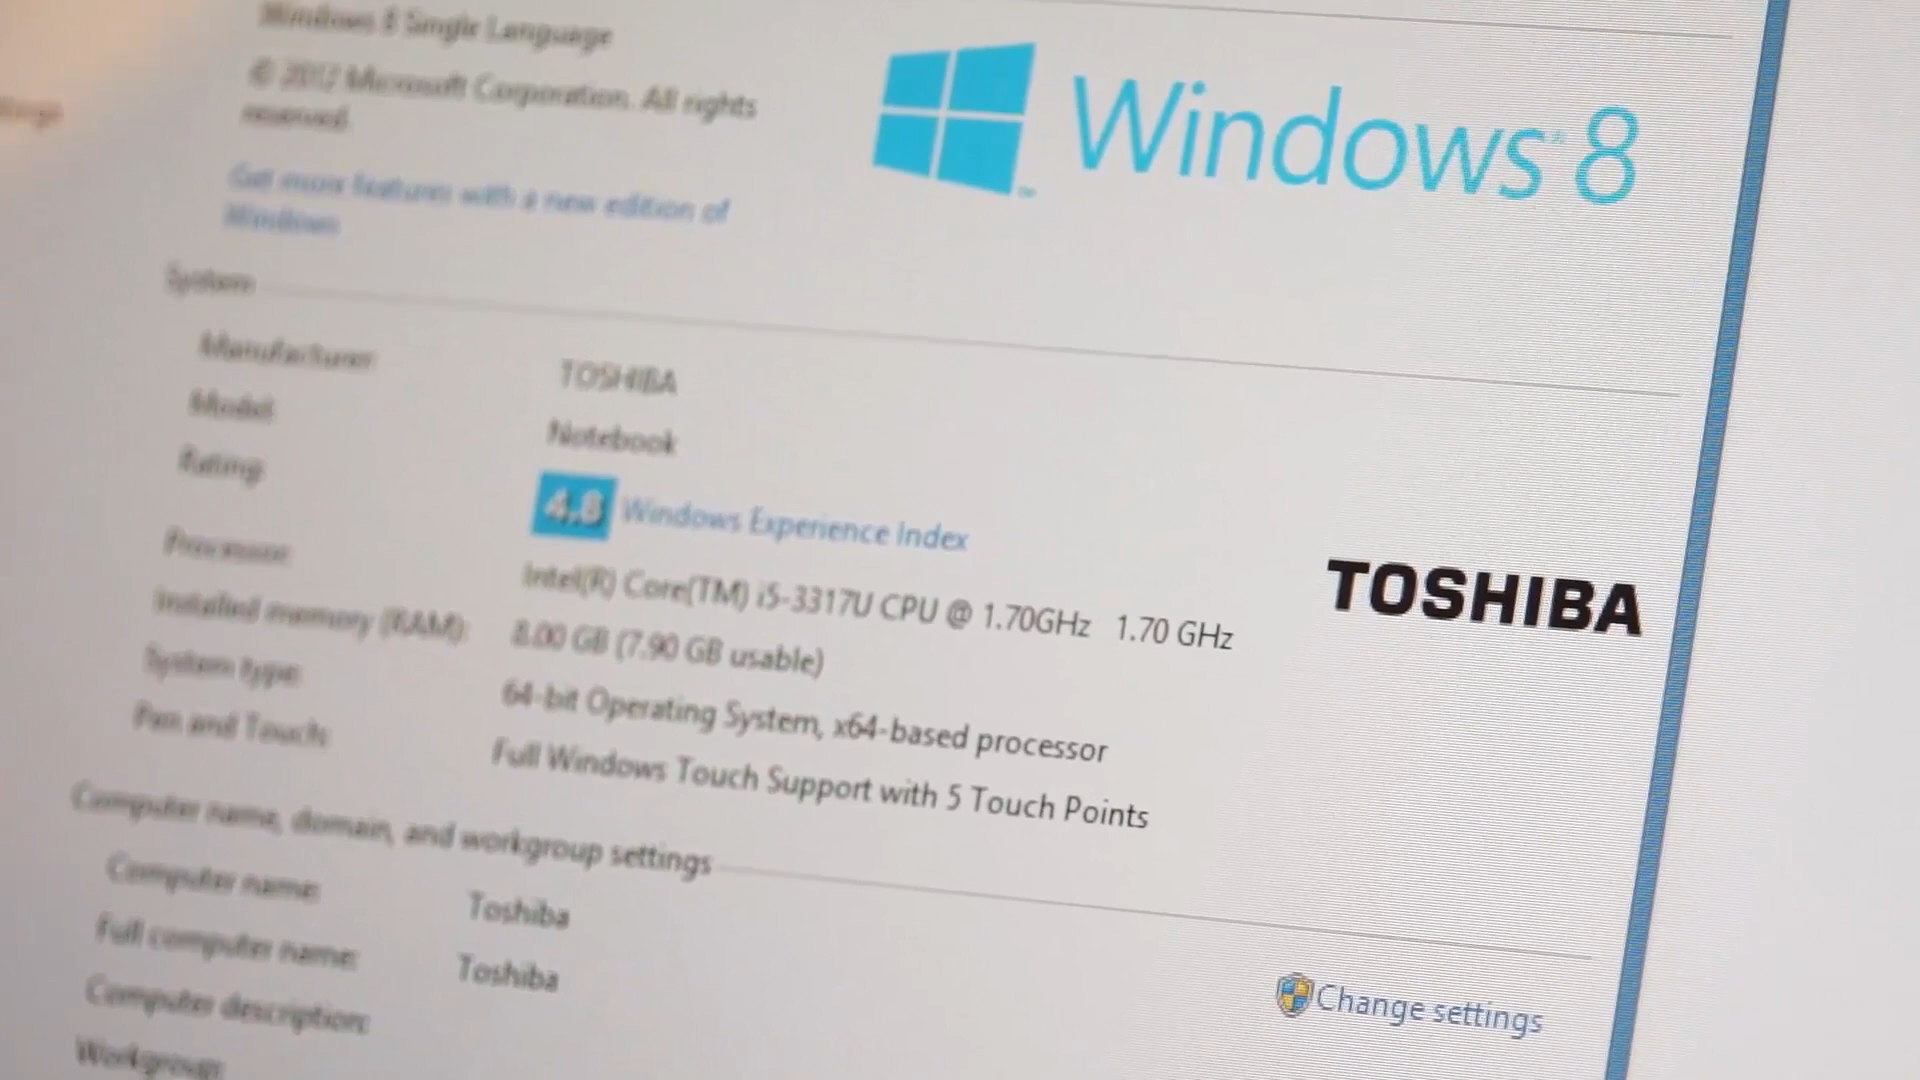 Windows 8 Single Language
© 2012 Microsoft Corporation. All rights
reserved.
Get more features with a new edition of
Windows
Windows 8
System
Manufacturer TOSHIBA
Model Notebook
Rating 4.8 Windows Experience Index
Processor Intel(R) Core(TM) i5-3317U CPU @ 1.70GHz 1.70 GHz
Installed memory (RAM): 8.00 GB (7.90 GB usable)
System type: 64-bit Operating System, x64-based processor
Pen and Touch: Full Windows Touch Support with 5 Touch Points
TOSHIBA
Computer name, domain, and workgroup settings
Computer name: Toshiba
Full computer name: Toshiba
Computer description:
Workgroup:
Change settings